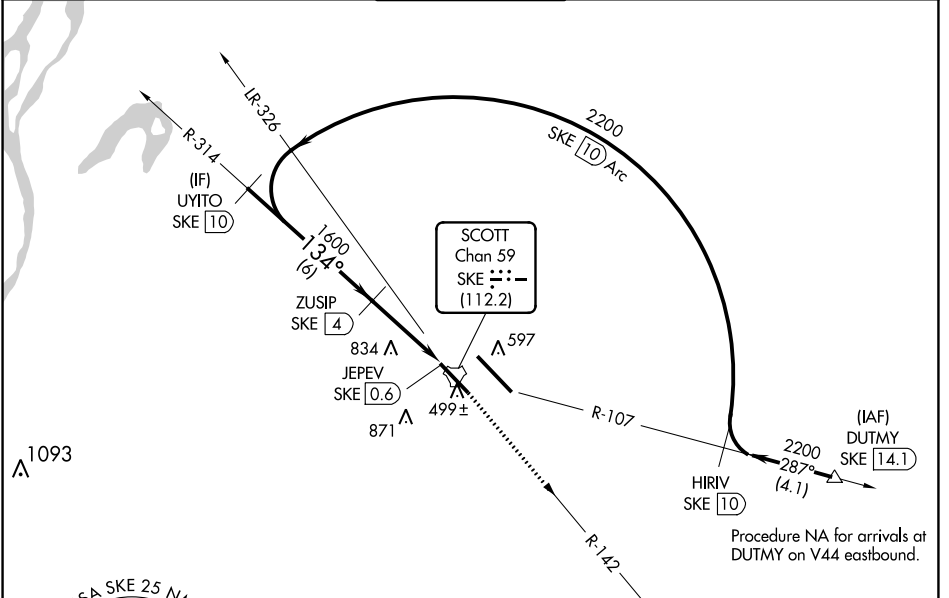 LR-326
R-314
2200
SKE 10 Arc
(IF)
UYITO
SKE 10
1600
134°
(6)
SCOTT
Chan 59
SKE
(112.2)
ZUSIP
SKE 4
834
597
JEPEV
SKE 0.6
499±
871
R-107
(IAF)
DUTMY
SKE 14.1
2200
287°
(4.1)
1093
HIRIV
SKE 10
Procedure NA for arrivals at
DUTMY on V44 eastbound.
R-142
SKE 25